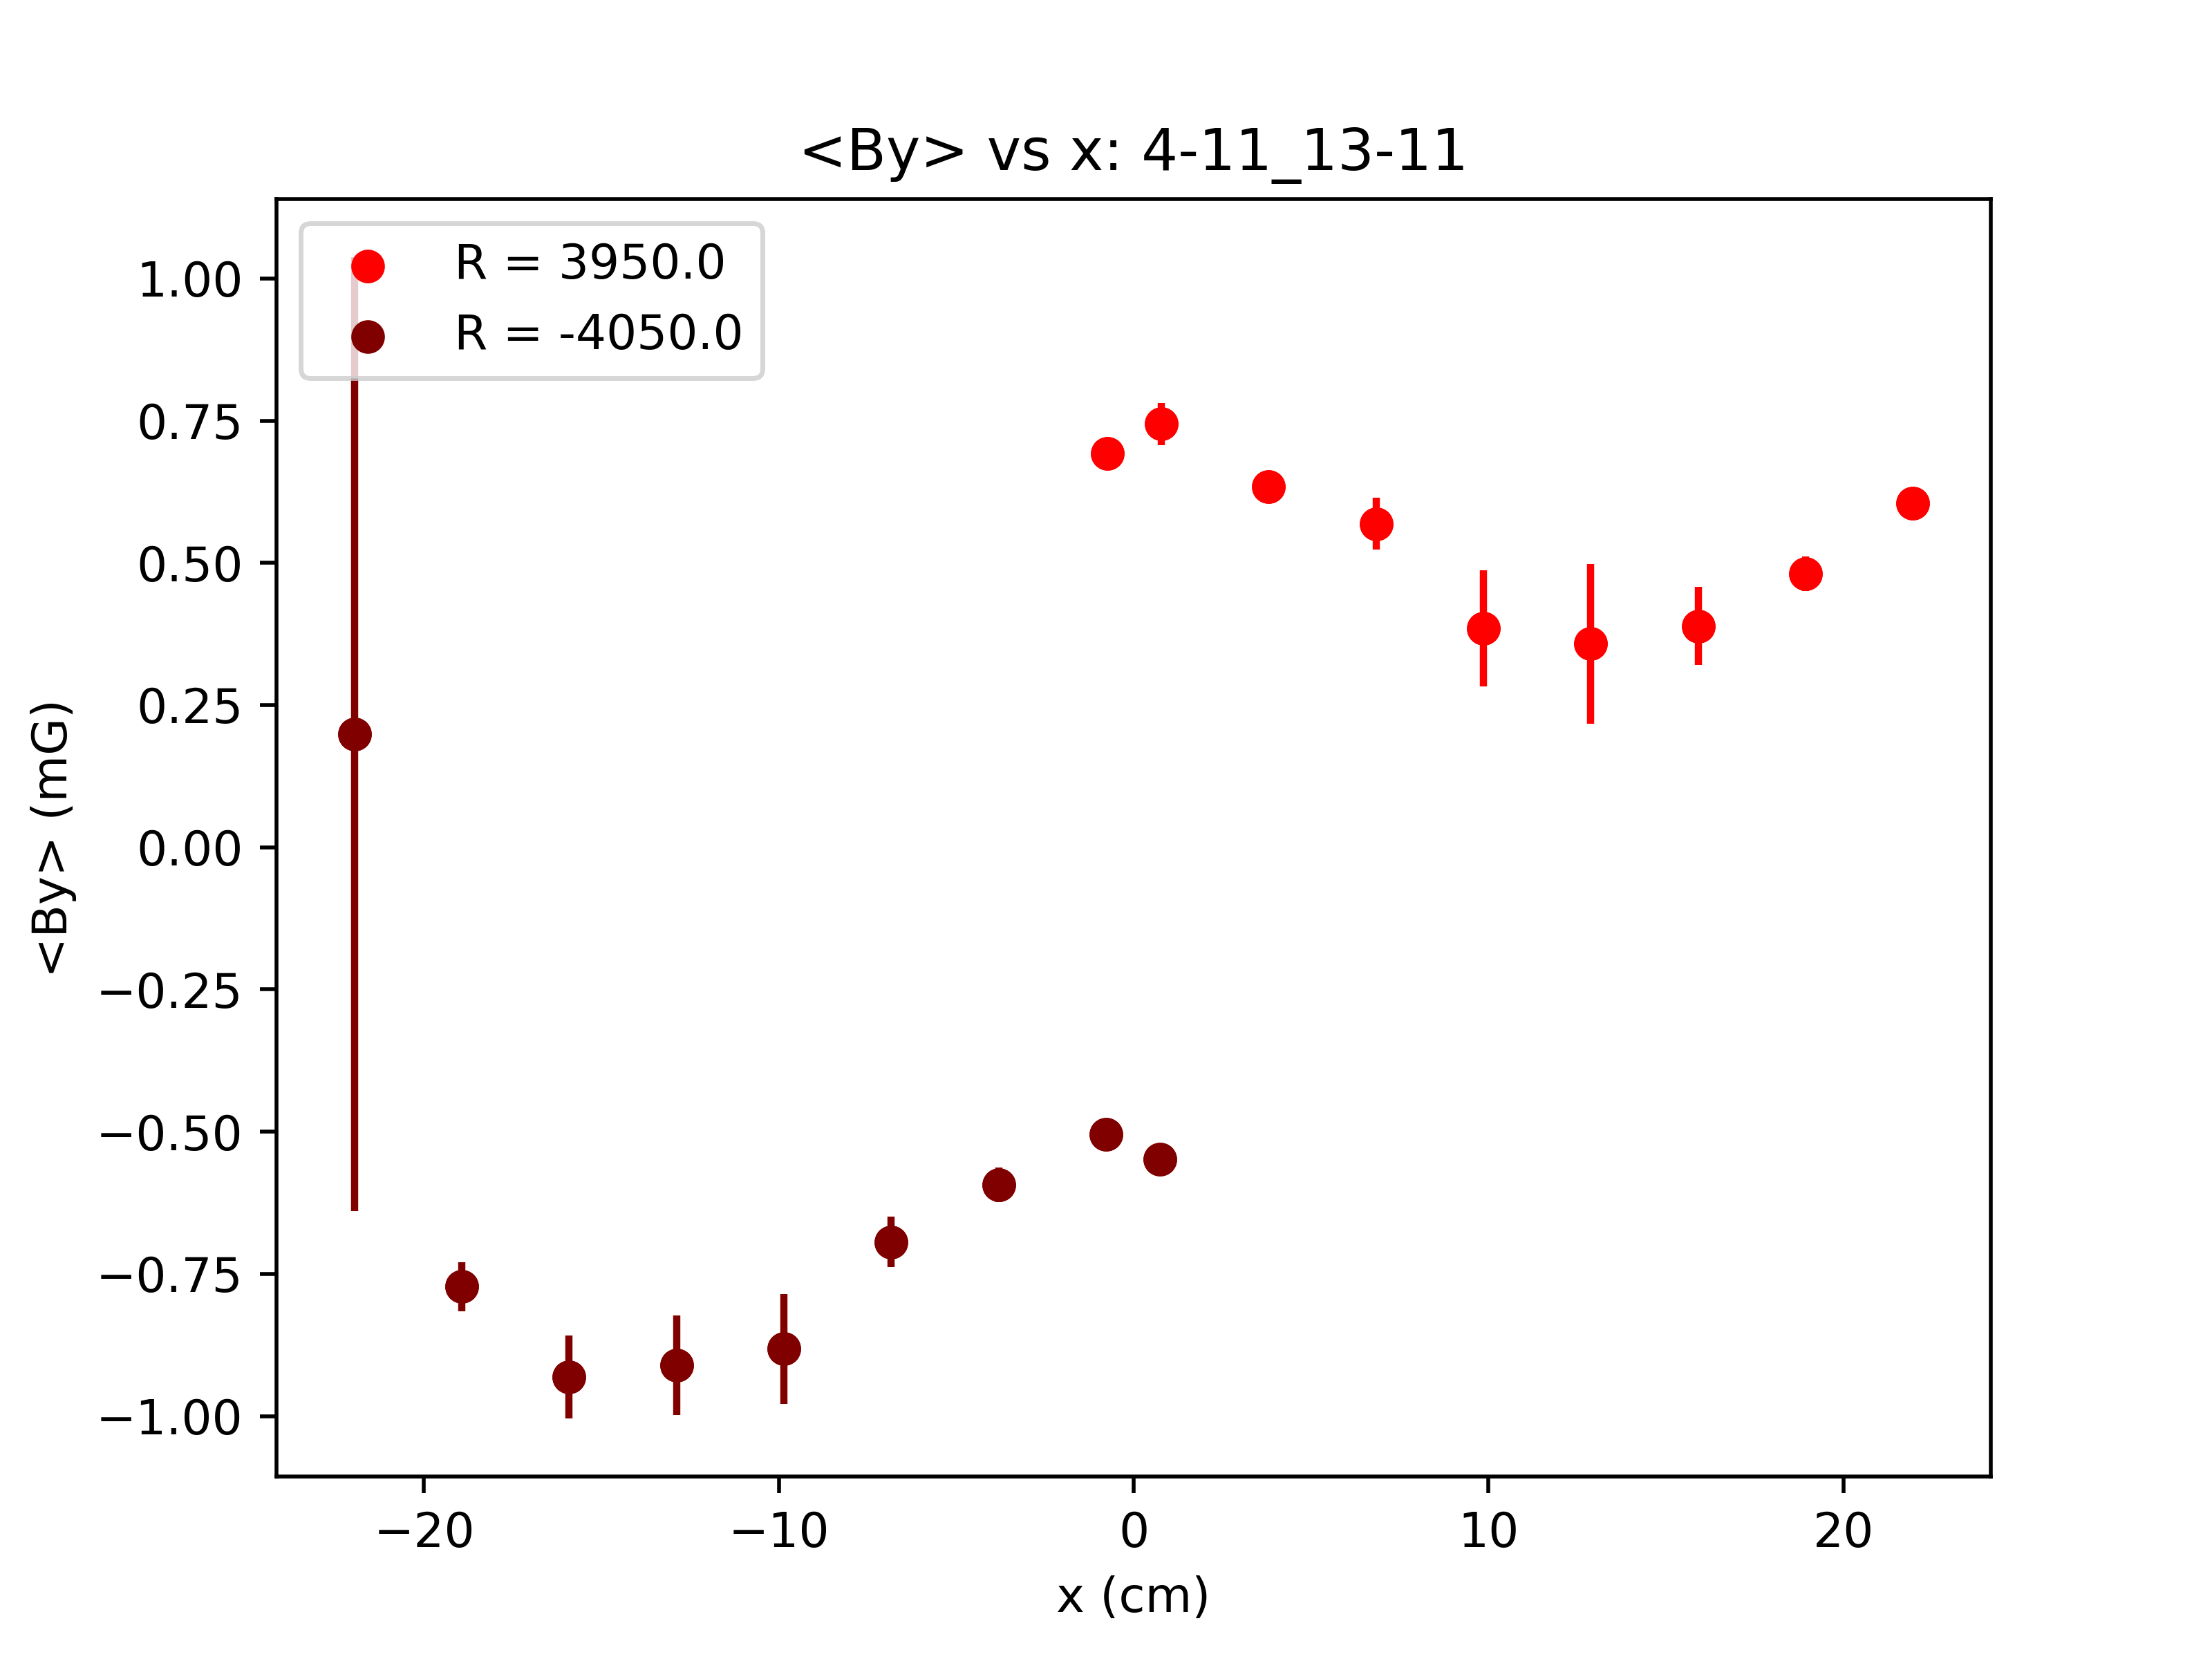 <By> vs x: 4-11_13-11
R = 3950.0
R = -4050.0
1.00
0.75
0.50
0.25
0.00
−0.25
−0.50
−0.75
−1.00
<By> (mG)
−20 −10 0 10 20
x (cm)